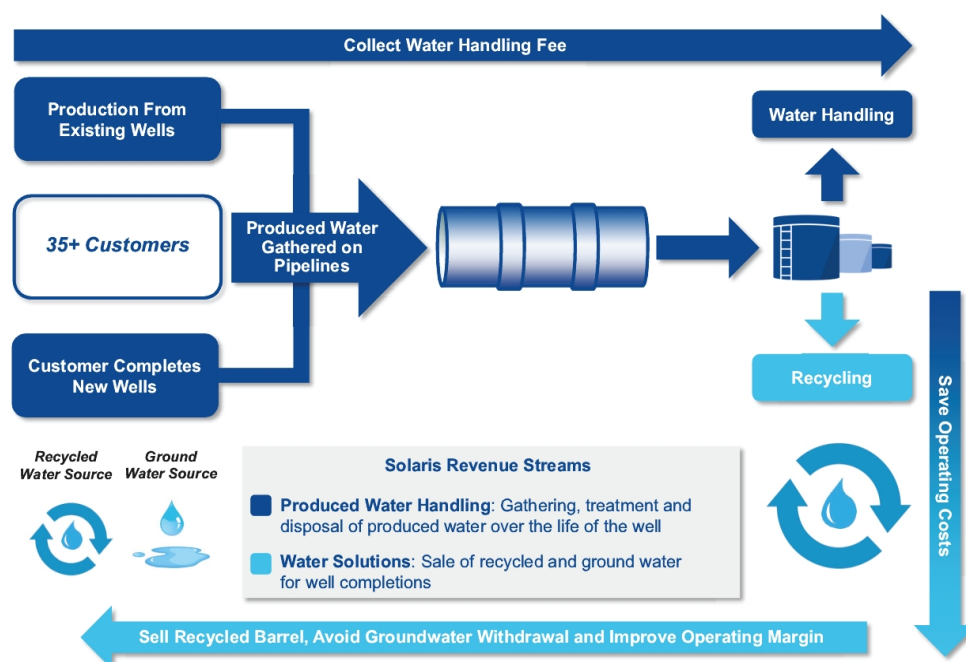 Collect Water Handling Fee
Production From
Existing Wells
Water Handling
35+ Customers
Produced Water
Gathered on
Pipelines
Customer Completes
New Wells
Recycling
Save Operating Costs
Recycled
Water Source
Ground
Water Source
Solaris Revenue Streams
Produced Water Handling: Gathering, treatment and
disposal of produced water over the life of the well
Water Solutions: Sale of recycled and ground water
for well completions
Sell Recycled Barrel, Avoid Groundwater Withdrawal and Improve Operating Margin